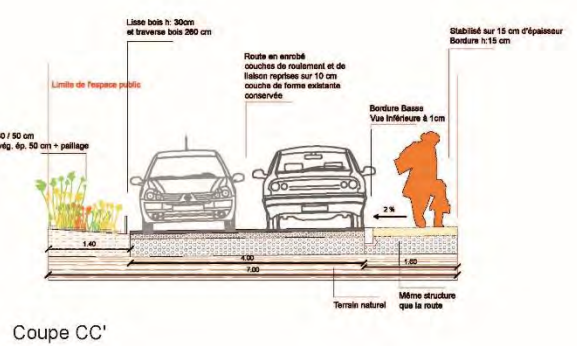 Lisse bois h: 30cm
et traverse bois 260 cm
Stabilisé sur 15 cm d'épaisseur
Bordure h:15 cm
Route en enrobé
couches de roulement et de
liaison reprises sur 10 cm
couche de forme existante
conservée
Limite de l'espace public
Bordure Basse
Vue inférieure à 1cm
/ 50 cm
vég. ép. 50 cm + paillage
2 %
1.40
4.00
1.60
7.00
Terrain naturel
Même structure
que la route
Coupe CC'